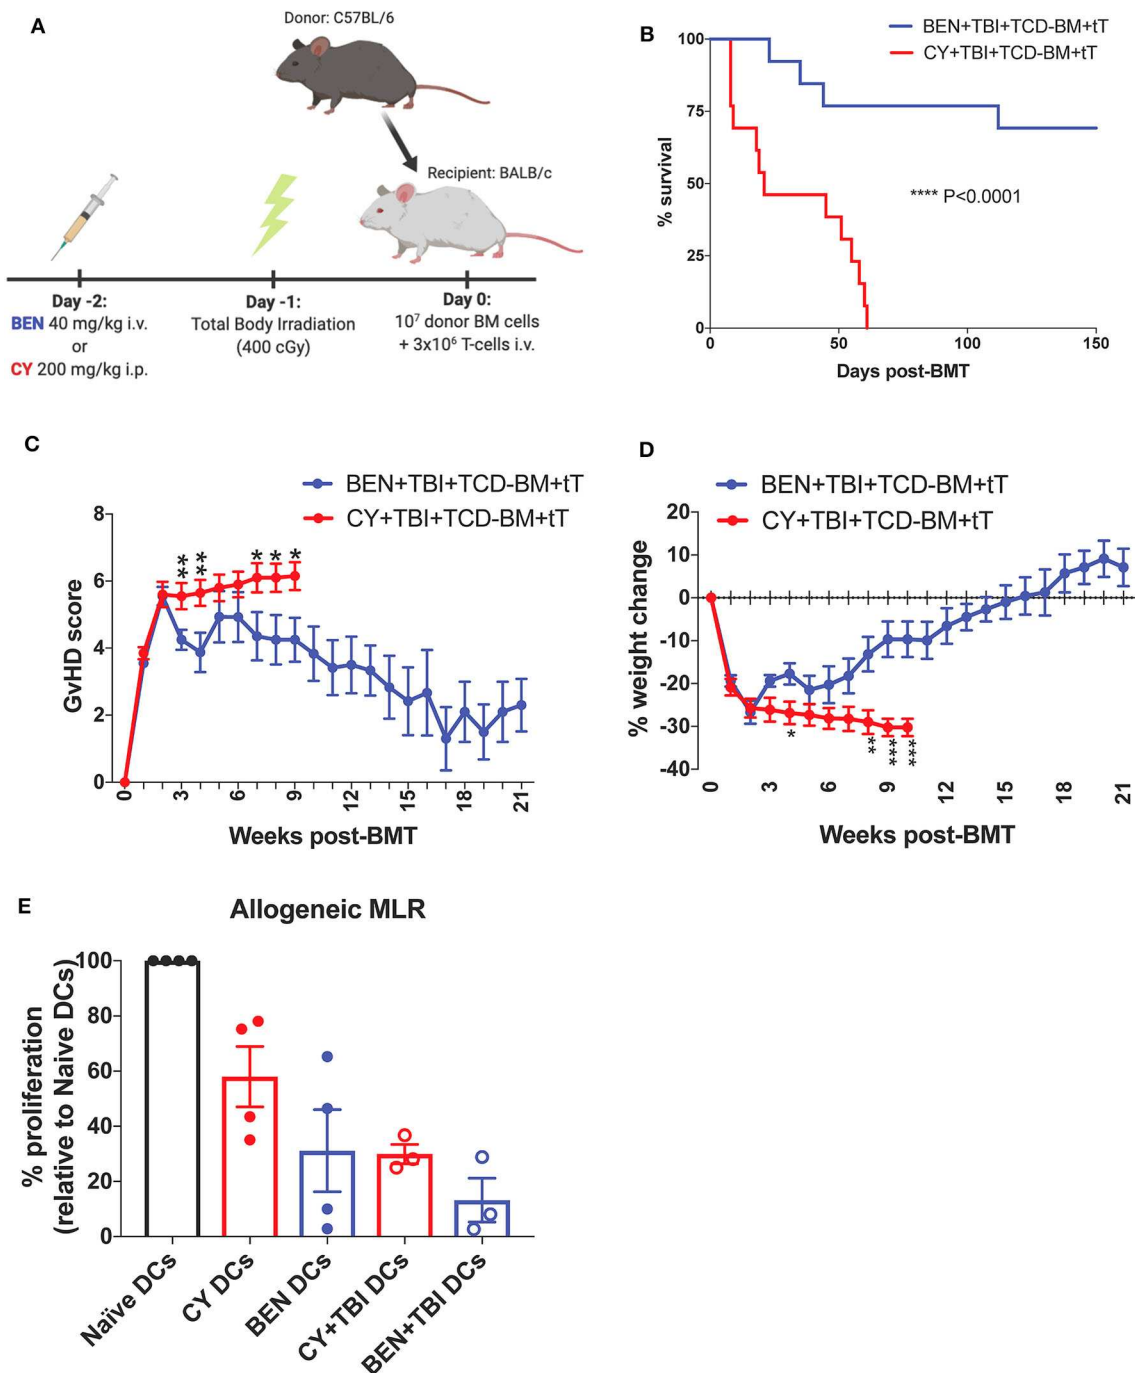 A
Donor: C57BL/6
Recipient: BALB/c
Day -2:
BEN 40 mg/kg i.v.
or
CY 200 mg/kg i.p.
Day -1:
Total Body Irradiation
(400 cGy)
Day 0:
10⁷ donor BM cells
+ 3x10⁶ T-cells i.v.
B
BEN+TBI+TCD-BM+tT
CY+TBI+TCD-BM+tT
% survival
100
75
50
25
0
**** P<0.0001
0 50 100 150
Days post-BMT
C
BEN+TBI+TCD-BM+tT
CY+TBI+TCD-BM+tT
GvHD score
8
6
4
2
0
** ** * * *
0 3 6 9 12 15 18 21
Weeks post-BMT
D
BEN+TBI+TCD-BM+tT
CY+TBI+TCD-BM+tT
% weight change
20
10
0
-10
-20
-30
-40
* ** *** ***
0 3 6 9 12 15 18 21
Weeks post-BMT
E
Allogeneic MLR
% proliferation
(relative to Naive DCs)
100
80
60
40
20
0
Naïve DCs
CY DCs
BEN DCs
CY+TBI DCs
BEN+TBI DCs